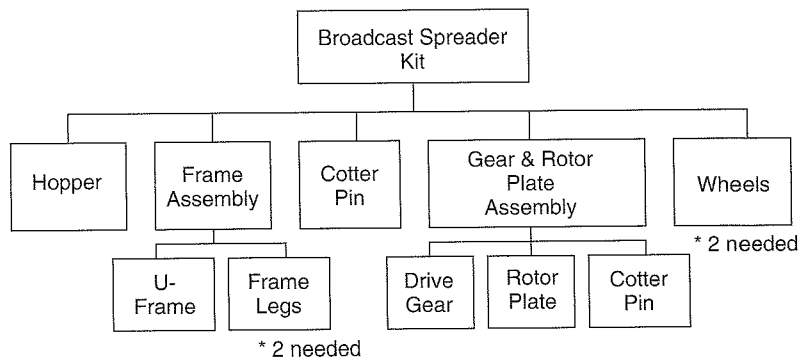 Broadcast Spreader
Kit
Hopper
Frame
Assembly
Cotter
Pin
Gear & Rotor
Plate
Assembly
Wheels
* 2 needed
U-
Frame
Frame
Legs
Drive
Gear
Rotor
Plate
Cotter
Pin
* 2 needed